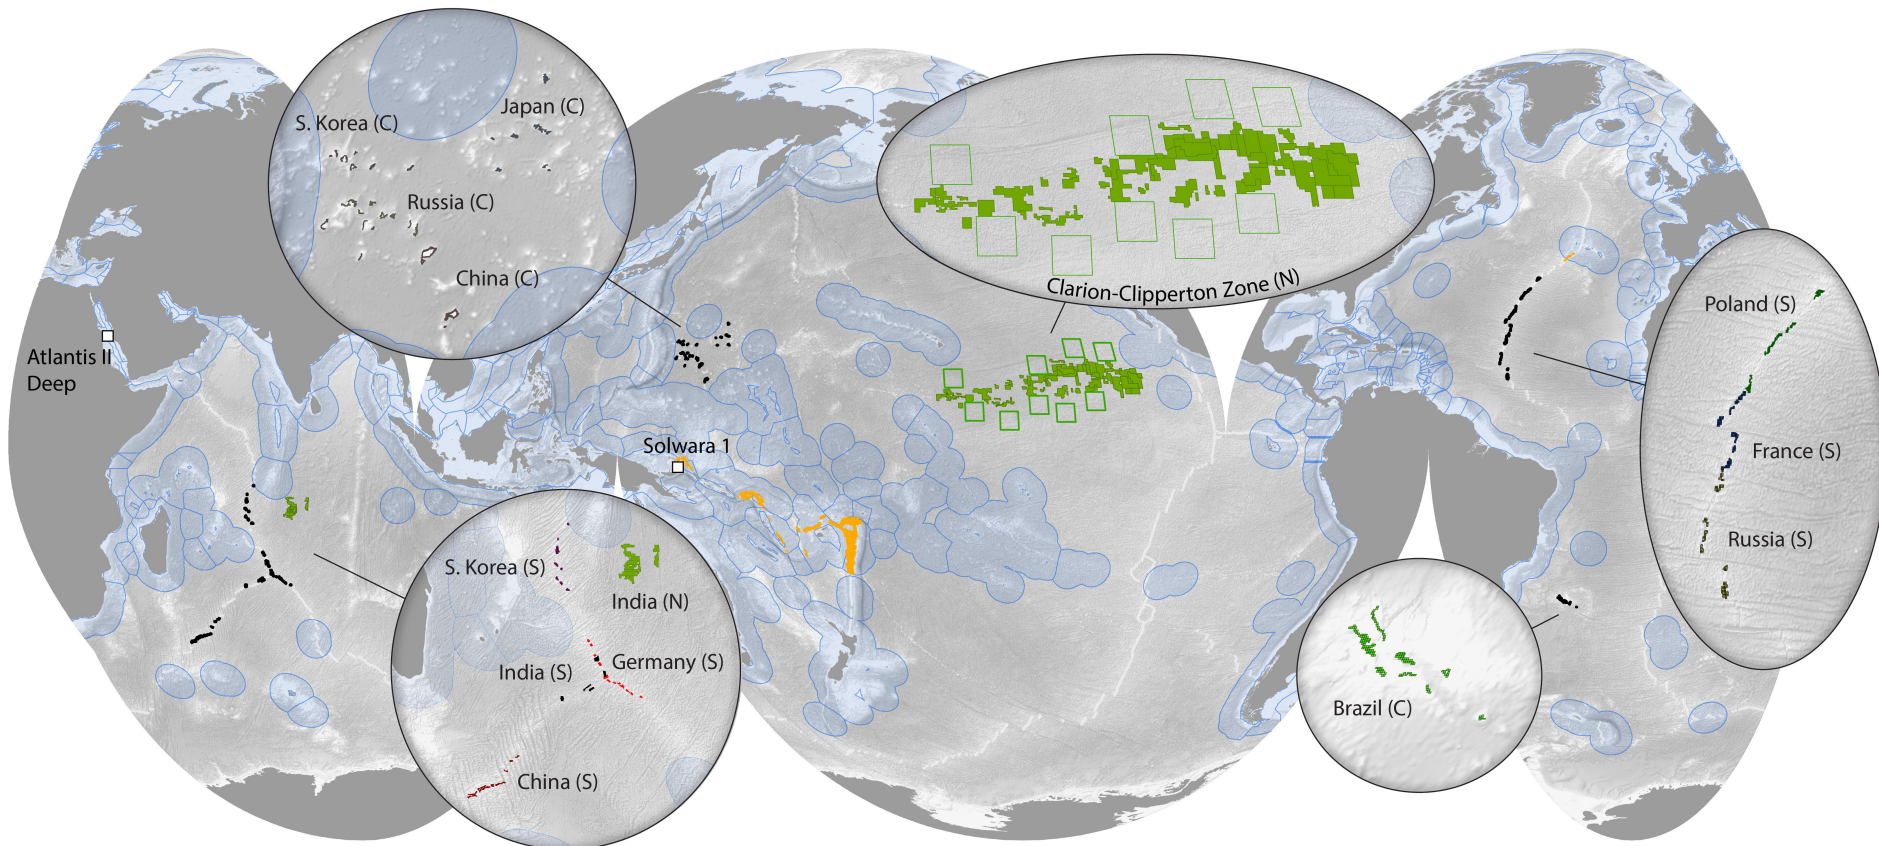 Japan (C)
S. Korea (C)
Russia (C)
China (C)
Clarion-Clipperton Zone (N)
Atlantis II
Deep
Solwara 1
Poland (S)
France (S)
Russia (S)
S. Korea (S)
India (N)
India (S)
Germany (S)
China (S)
Brazil (C)